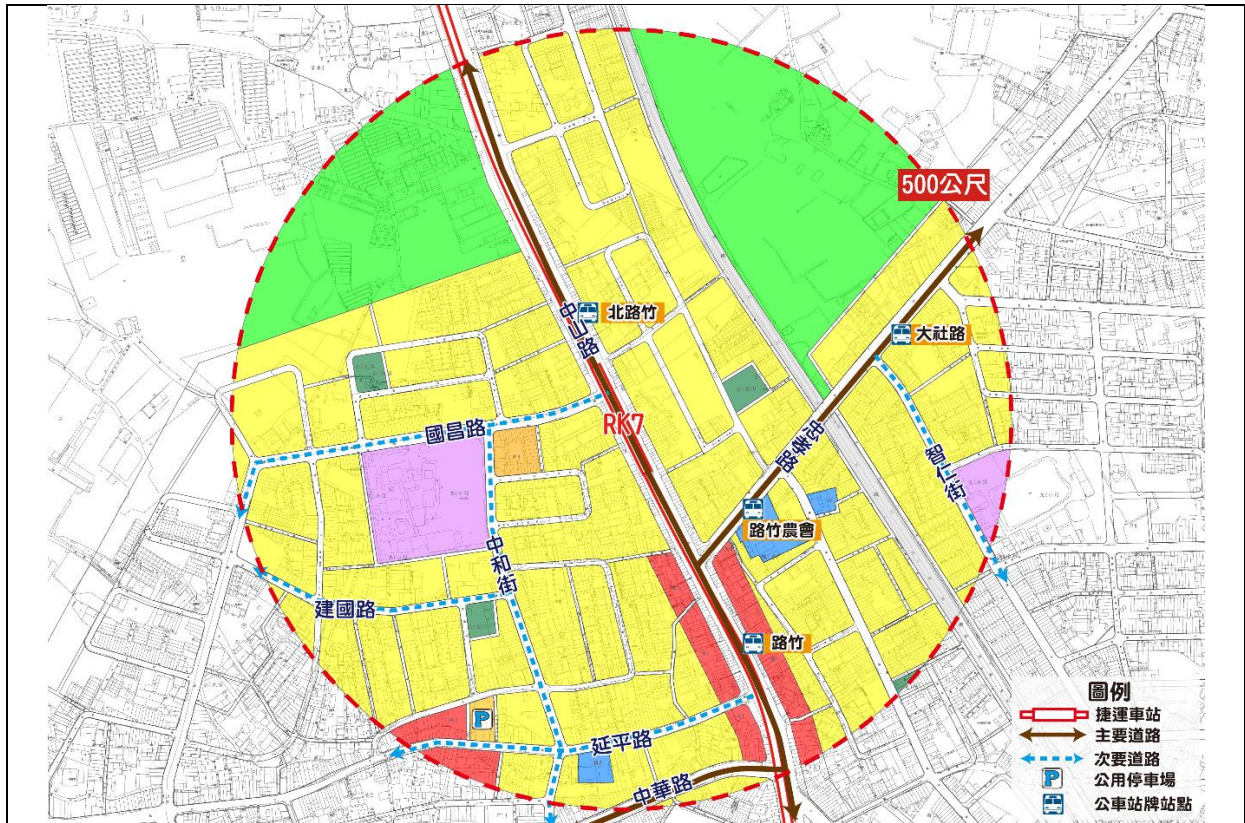 500公尺
北路竹
中山路
大社路
國昌路
RK7
忠孝路
智仁街
路竹農會
中和街
建國路
路竹
P
延平路
中華路
圖例
捷運車站
主要道路
次要道路
P
公用停車場
公車站牌站點